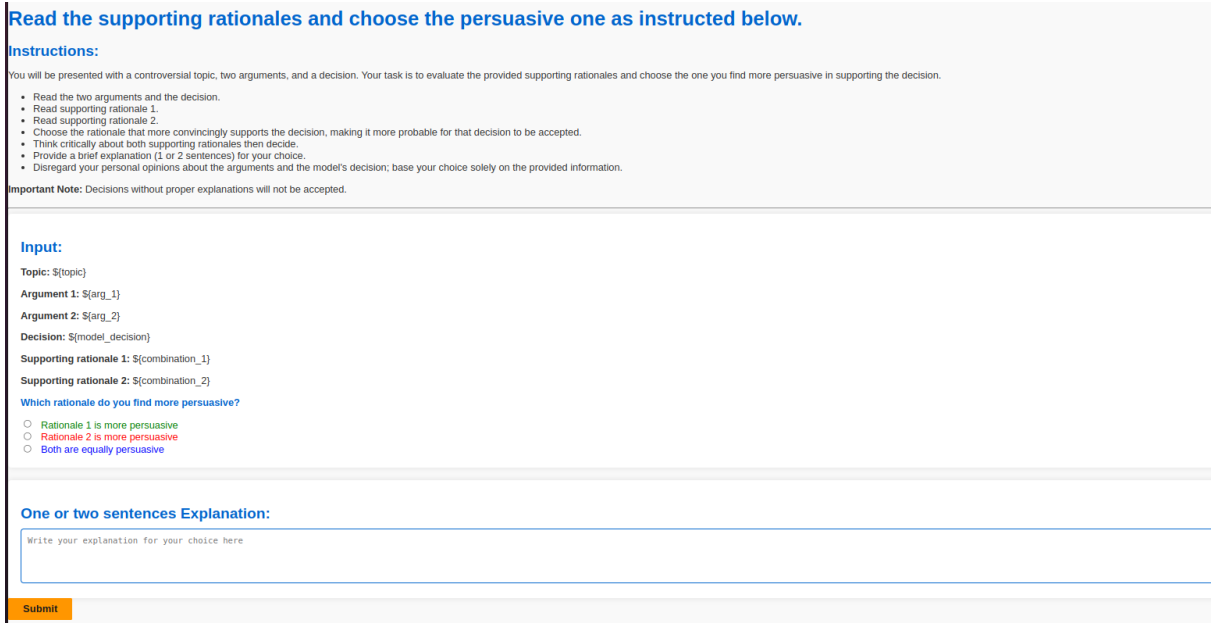 Read the supporting rationales and choose the persuasive one as instructed below.
Instructions:
You will be presented with a controversial topic, two arguments, and a decision. Your task is to evaluate the provided supporting rationales and choose the one you find more persuasive in supporting the decision.
• Read the two arguments and the decision.
• Read supporting rationale 1.
• Read supporting rationale 2.
• Choose the rationale that more convincingly supports the decision, making it more probable for that decision to be accepted.
• Think critically about both supporting rationales then decide.
• Provide a brief explanation (1 or 2 sentences) for your choice.
• Disregard your personal opinions about the arguments and the model's decision; base your choice solely on the provided information.
Important Note: Decisions without proper explanations will not be accepted.
Input:
Topic: ${topic}
Argument 1: ${arg_1}
Argument 2: ${arg_2}
Decision: ${model_decision}
Supporting rationale 1: ${combination_1}
Supporting rationale 2: ${combination_2}
Which rationale do you find more persuasive?
Rationale 1 is more persuasive
Rationale 2 is more persuasive
Both are equally persuasive
One or two sentences Explanation:
Write your explanation for your choice here
Submit